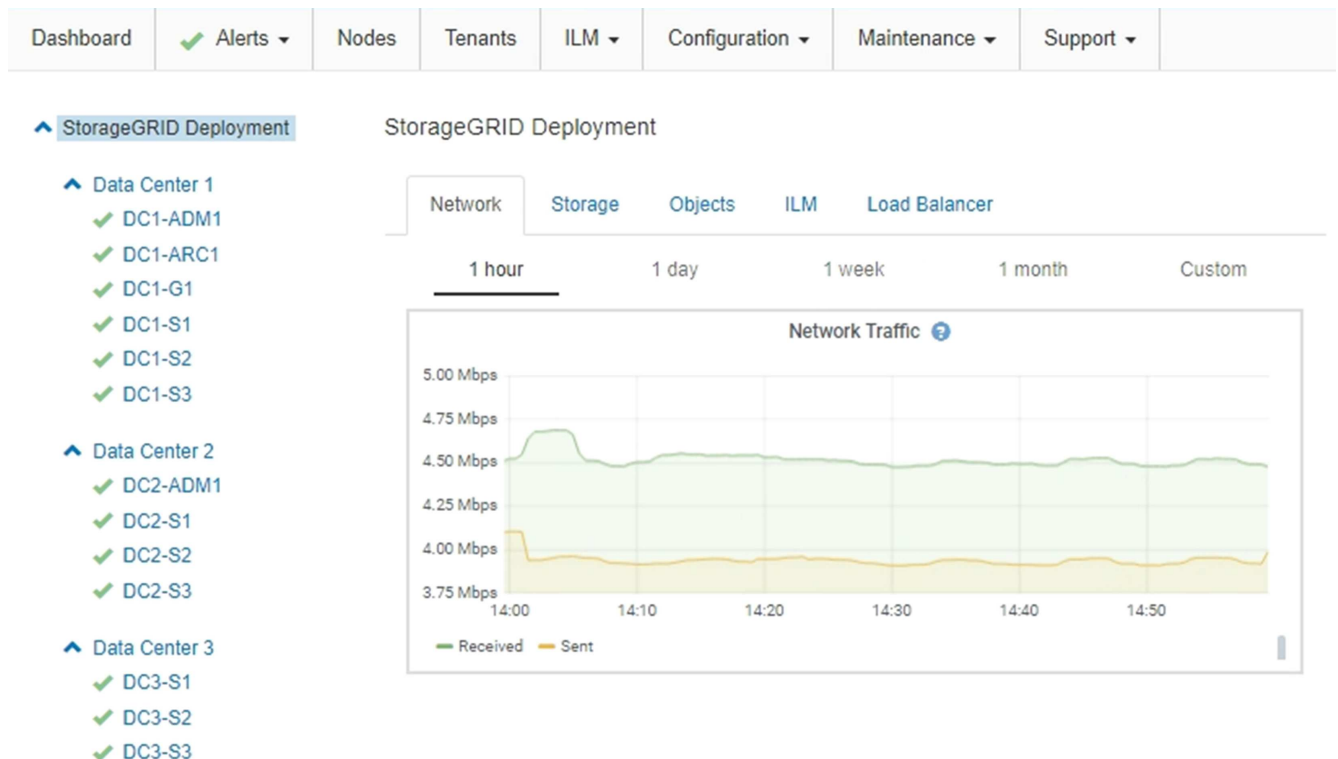 Dashboard Alerts Nodes Tenants ILM Configuration Maintenance Support
StorageGRID Deployment
Data Center 1
DC1-ADM1
DC1-ARC1
DC1-G1
DC1-S1
DC1-S2
DC1-S3
Data Center 2
DC2-ADM1
DC2-S1
DC2-S2
DC2-S3
Data Center 3
DC3-S1
DC3-S2
DC3-S3
StorageGRID Deployment
Network Storage Objects ILM Load Balancer
1 hour 1 day 1 week 1 month Custom
Network Traffic ?
5.00 Mbps
4.75 Mbps
4.50 Mbps
4.25 Mbps
4.00 Mbps
3.75 Mbps
14:00 14:10 14:20 14:30 14:40 14:50
Received Sent